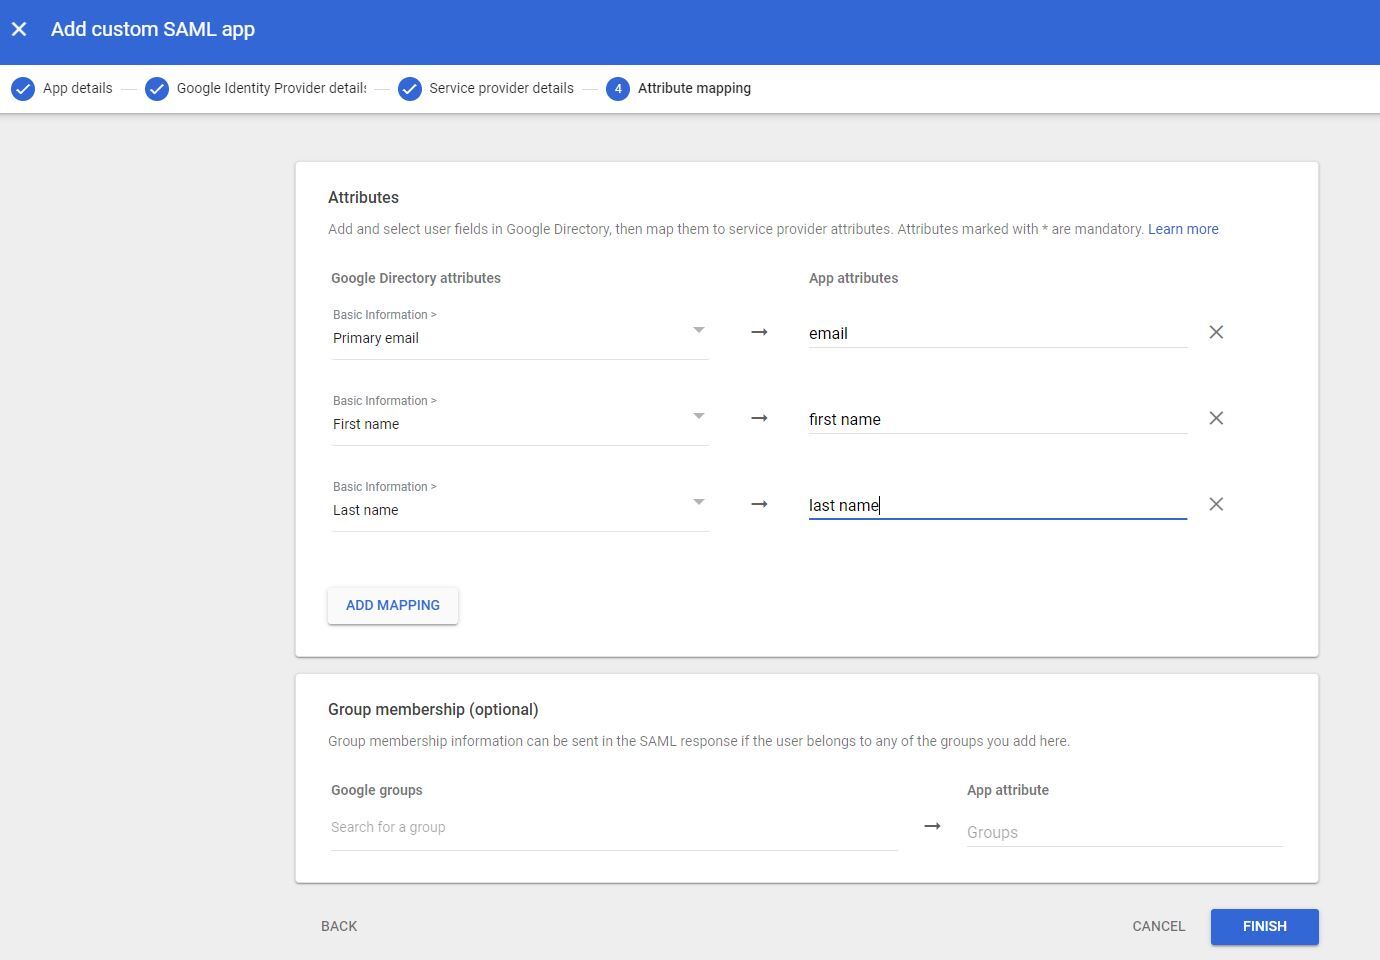 Add custom SAML app
App details
Google Identity Provider details
Service provider details
4 Attribute mapping
Attributes
Add and select user fields in Google Directory, then map them to service provider attributes. Attributes marked with * are mandatory. Learn more
Google Directory attributes
App attributes
Basic Information >
Primary email
email
Basic Information >
First name
first name
Basic Information >
Last name
last name
ADD MAPPING
Group membership (optional)
Group membership information can be sent in the SAML response if the user belongs to any of the groups you add here.
Google groups
App attribute
Search for a group
Groups
BACK
CANCEL
FINISH